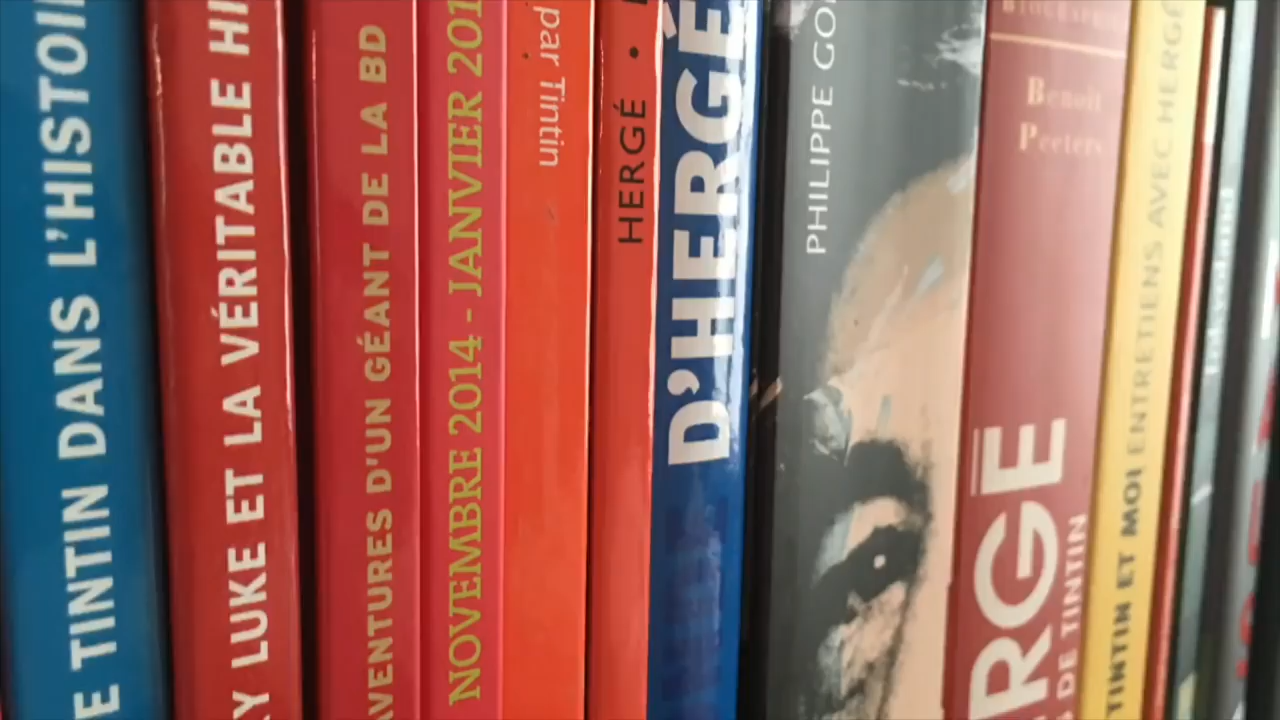 E TINTIN DANS L'HISTOI
Y LUKE ET LA VÉRITABLE HI
AVENTURES D'UN GÉANT DE LA BD
NOVEMBRE 2014 - JANVIER 201
par Tintin
HERGÉ •
D'HERGÉ
PHILIPPE GO
Benoît
Peeters
RGÉ
DE TINTIN
TINTIN ET MOI ENTRETIENS AVEC HERGÉ